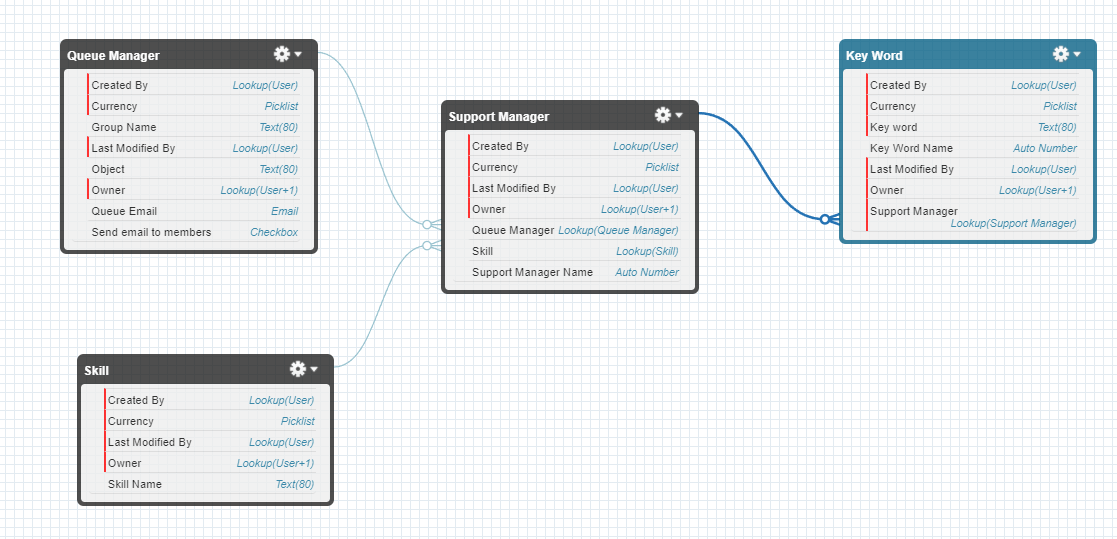 Queue Manager
Created By Lookup(User)
Currency Picklist
Group Name Text(80)
Last Modified By Lookup(User)
Object Text(80)
Owner Lookup(User+1)
Queue Email Email
Send email to members Checkbox
Support Manager
Created By Lookup(User)
Currency Picklist
Last Modified By Lookup(User)
Owner Lookup(User+1)
Queue Manager Lookup(Queue Manager)
Skill Lookup(Skill)
Support Manager Name Auto Number
Key Word
Created By Lookup(User)
Currency Picklist
Key word Text(80)
Key Word Name Auto Number
Last Modified By Lookup(User)
Owner Lookup(User+1)
Support Manager
Lookup(Support Manager)
Skill
Created By Lookup(User)
Currency Picklist
Last Modified By Lookup(User)
Owner Lookup(User+1)
Skill Name Text(80)